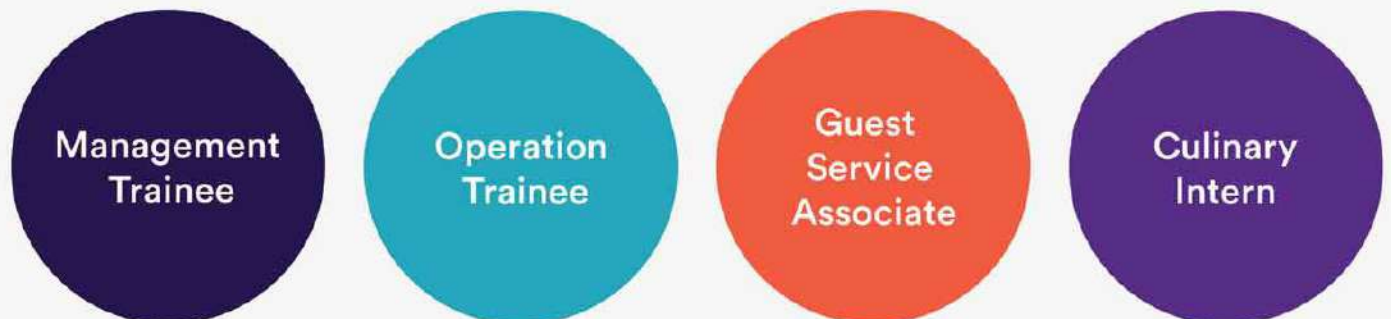 Management
Trainee
Operation
Trainee
Guest
Service
Associate
Culinary
Intern